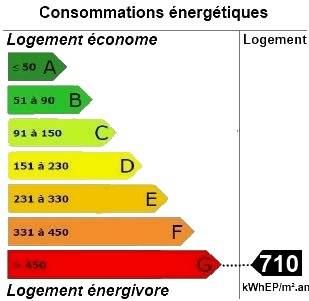 Consommations énergétiques
Logement économe
Logement
≤ 50 A
51 à 90 B
91 à 150 C
151 à 230 D
231 à 330 E
331 à 450 F
> 450 G
710
Logement énergivore
kWhEP/m².an